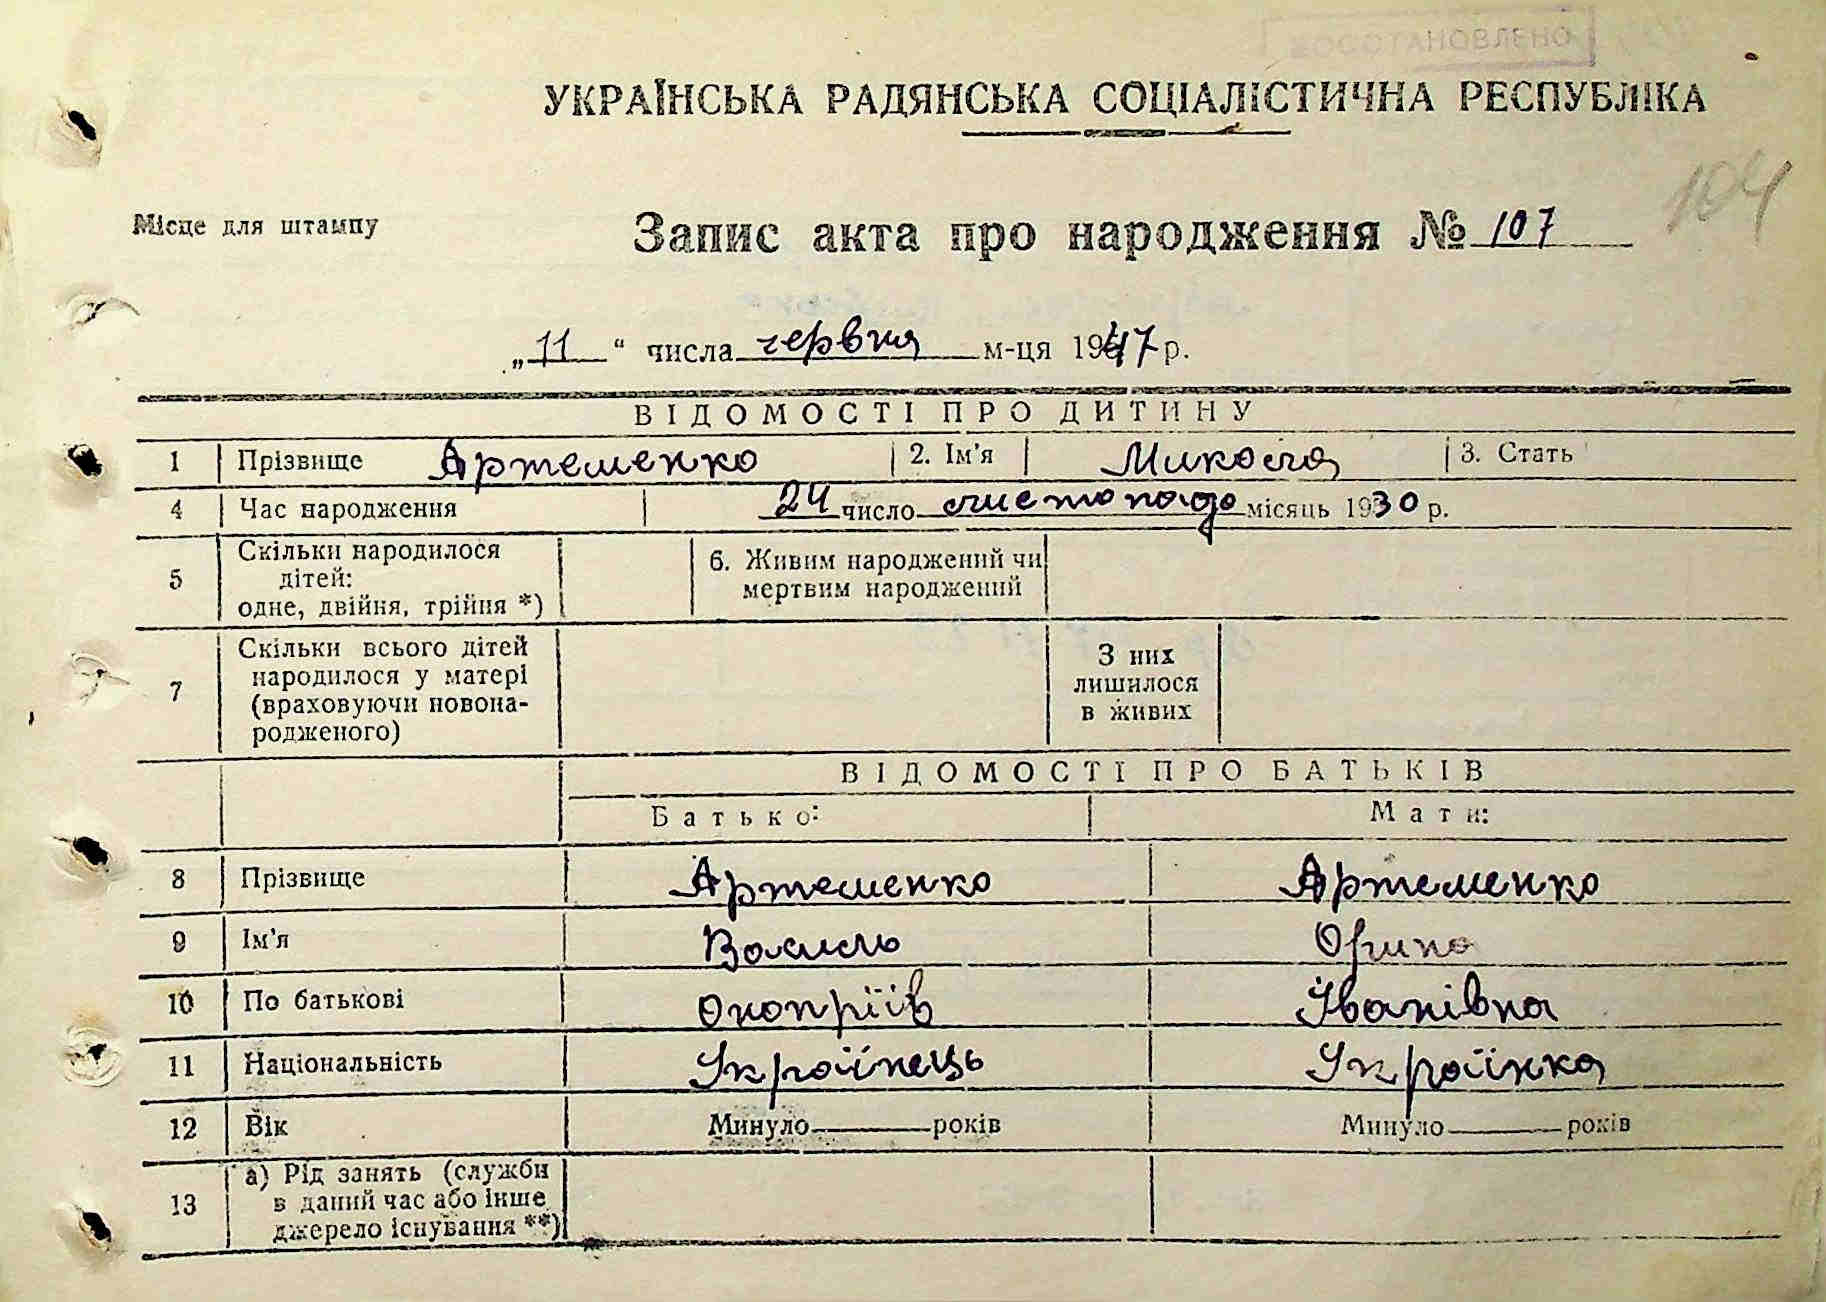 ВОССТАНОВЛЕНО
УКРАЇНСЬКА РАДЯНСЬКА СОЦІАЛІСТИЧНА РЕСПУБЛІКА
104
Місце для штампу
Запис акта про народження № 107
„11“ числа червня м-ця 1947 р.
ВІДОМОСТІ ПРО ДИТИНУ
1 Прізвище Артеменко 2. Ім'я Микола 3. Стать
4 Час народження 24 число листопада місяць 1930 р.
5 Скільки народилося дітей: одне, двійня, трійня *) 6. Живим народжений чи мертвим народжений
7 Скільки всього дітей народилося у матері (враховуючи новонародженого) З них лишилося в живих
ВІДОМОСТІ ПРО БАТЬКІВ
Батько: Мати:
8 Прізвище Артеменко Артеменко
9 Ім'я Василь Орина
10 По батькові Іванівна
11 Національність Українець Українка
12 Вік Минуло років Минуло років
13 а) Рід занять (служби в даний час або інше джерело існування **)